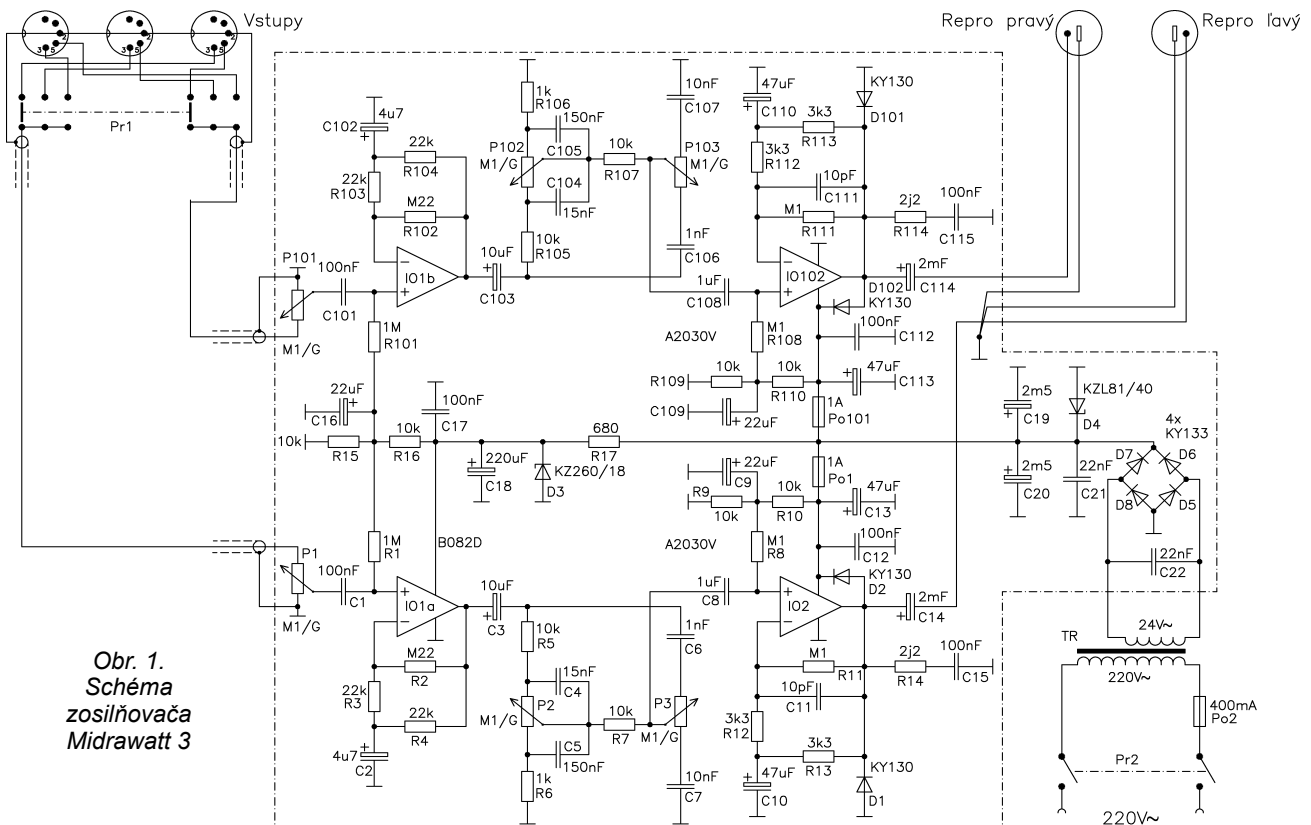 Vstupy
Repro pravý
Repro ľavý
3 5 2
3 5 2
3 5 2
Pr1
4u7
C102
22k
R104
22k
R103
M22
R102
P101
M1/G
100nF
C101
IO1b
10uF
C103
1M
R101
1k
R106
150nF
C105
P102
M1/G
C104
15nF
10k
R105
10k
R107
10nF
C107
P103
M1/G
1nF
C106
47uF
C110
3k3
R113
KY130
D101
3k3
R112
10pF
C111
M1
R111
2j2
R114
100nF
C115
1uF
C108
IO102
2mF
C114
D102
KY130
A2030V
M1
R108
100nF
C112
R109
10k
10k
R110
47uF
C113
C109
22uF
1A
Po101
22uF
C16
100nF
C17
10k
R15
10k
R16
220uF
C18
KZ260/18
D3
680
R17
2m5
C19
KZL81/40
D4
4x
KY133
D7
D6
D8
D5
2m5
C20
22nF
C21
22nF
C22
22uF
C9
1A
Po1
R9
10k
10k
R10
47uF
C13
A2030V
M1
R8
100nF
C12
KY130
D2
1M
R1
B082D
P1
M1/G
100nF
C1
IO1a
10uF
C3
1uF
C8
IO2
2mF
C14
M22
R2
22k
R3
22k
R4
4u7
C2
10k
R5
15nF
C4
P2
M1/G
C5
150nF
1k
R6
10k
R7
1nF
C6
P3
M1/G
10nF
C7
M1
R11
10pF
C11
3k3
R12
3k3
R13
47uF
C10
KY130
D1
2j2
R14
100nF
C15
24V~
TR
220V~
400mA
Po2
Pr2
220V~
Obr. 1.
Schéma
zosilňovača
Midrawatt 3